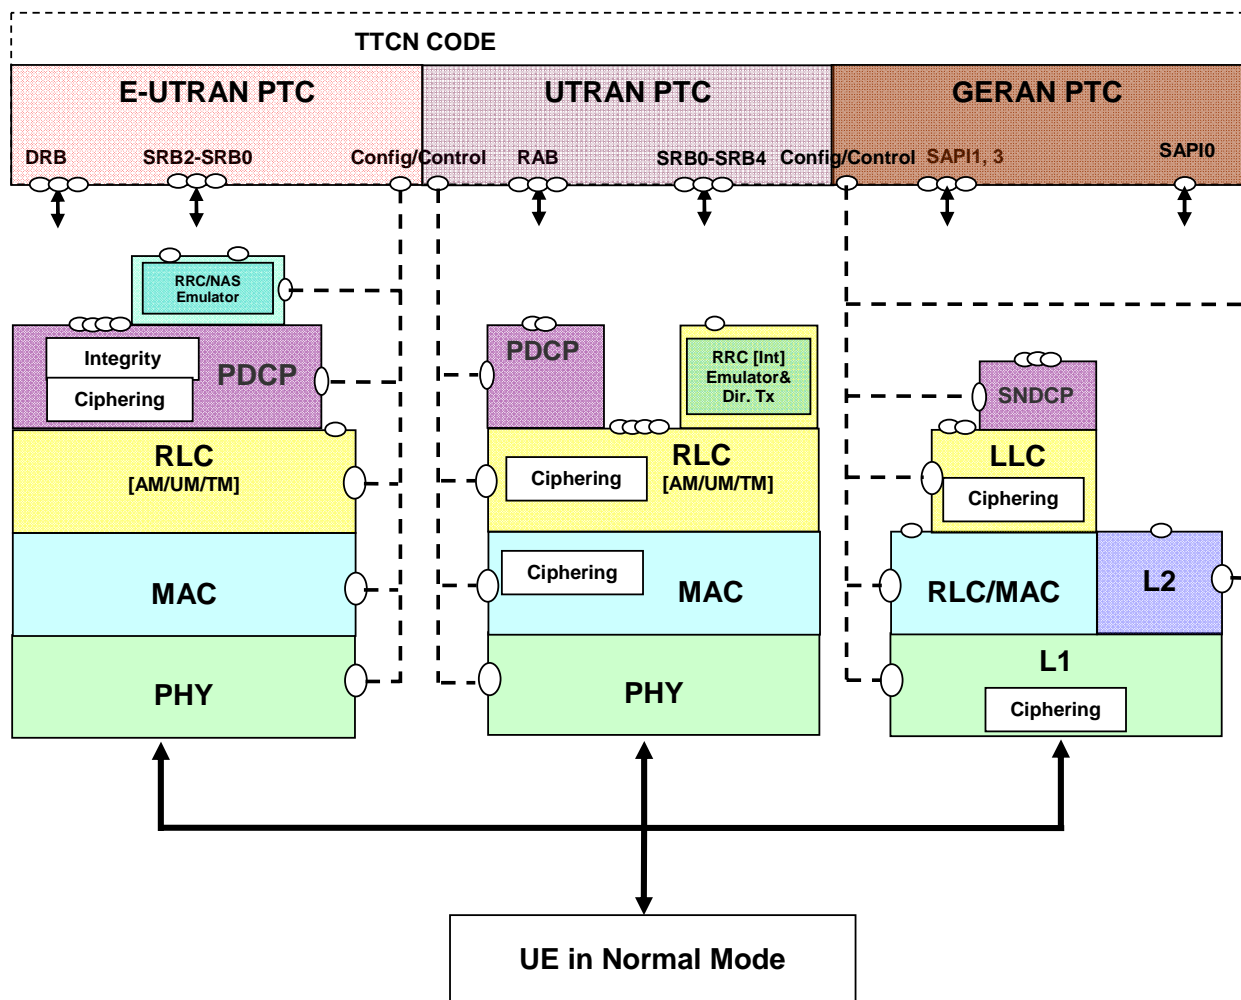 TTCN CODE
E-UTRAN PTC
UTRAN PTC
GERAN PTC
DRB
SRB2-SRB0
Config/Control
RAB
SRB0-SRB4
Config/Control
SAPI1, 3
SAPI0
RRC/NAS
Emulator
Integrity
Ciphering
PDCP
RLC
[AM/UM/TM]
MAC
PHY
PDCP
RRC [Int]
Emulator&
Dir. Tx
Ciphering
RLC
[AM/UM/TM]
Ciphering
MAC
PHY
SNDCP
LLC
Ciphering
RLC/MAC
L2
L1
Ciphering
UE in Normal Mode